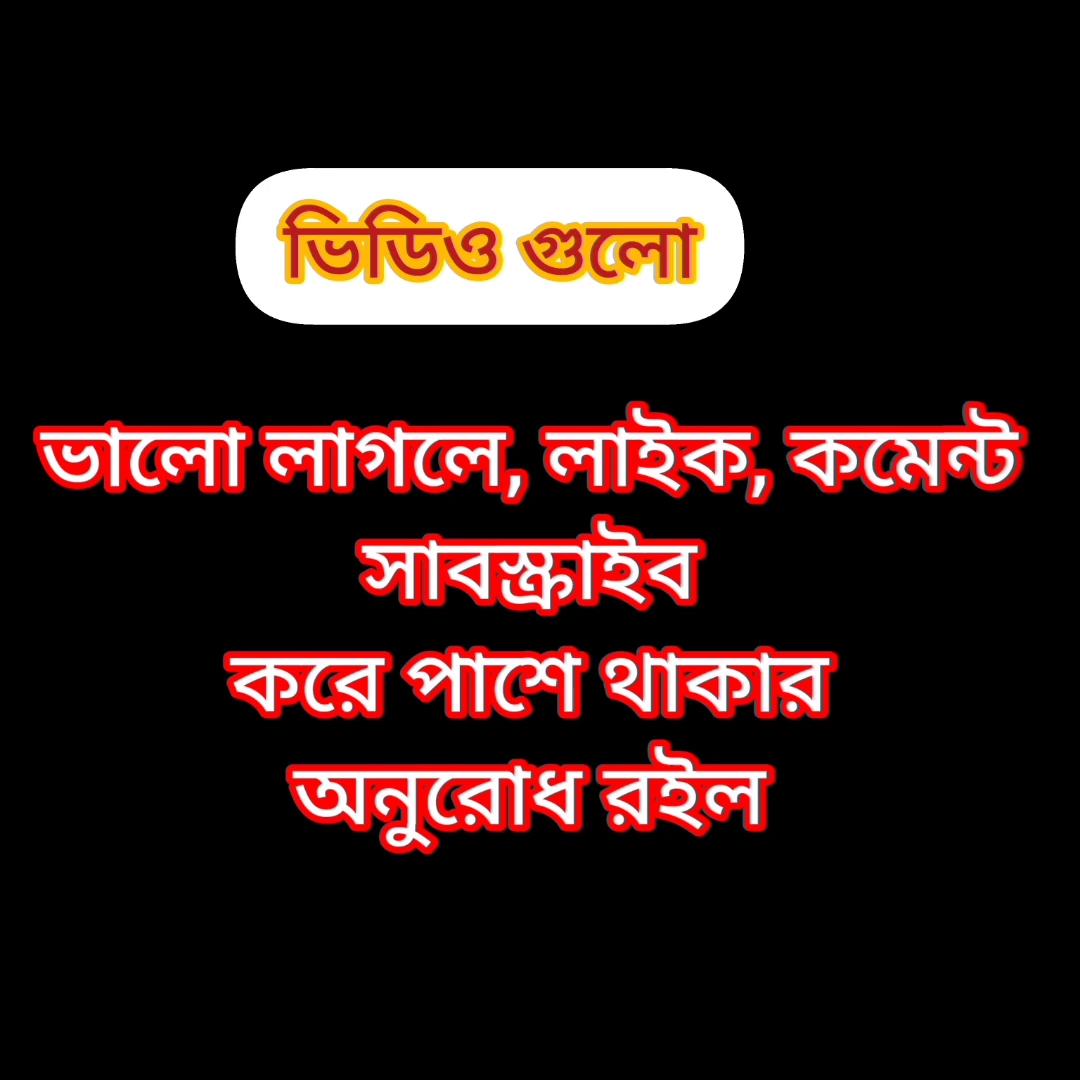 ভিডিও গুলো
ভালো লাগলে, লাইক, কমেন্ট
সাবস্ক্রাইব
করে পাশে থাকার
অনুরোধ রইল